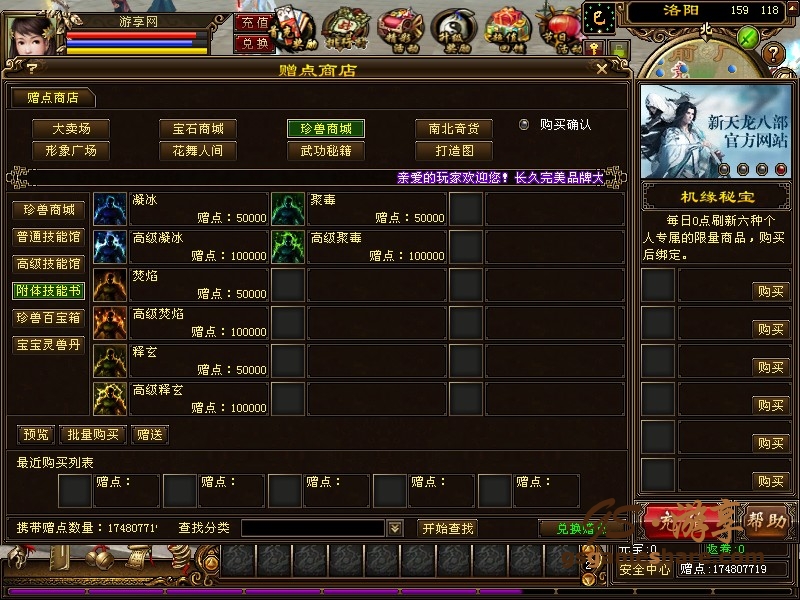 游享网
充值
兑换
洛阳 159 118
北
赠点商店
赠点商店
大卖场 宝石商城 珍兽商城 南北奇货 购买确认
形象广场 花舞人间 武功秘籍 打造图
亲爱的玩家欢迎您！长久完美品牌大
新天龙八部
官方网站
机缘秘宝
每日0点刷新六种个
人专属的限量商品，购买
后绑定。
珍兽商城
普通技能馆
高级技能馆
附体技能书
珍兽百宝箱
宝宝灵兽丹
凝冰
赠点：50000
聚毒
赠点：50000
高级凝冰
赠点：100000
高级聚毒
赠点：100000
焚焰
赠点：50000
高级焚焰
赠点：100000
释玄
赠点：50000
高级释玄
赠点：100000
购买
购买
购买
购买
购买
购买
预览 批量购买 赠送
最近购买列表
赠点： 赠点： 赠点： 赠点： 赠点：
携带赠点数量：17480771 查找分类 开始查找 兑换赠点
帮助
元宝:0
安全中心 赠点:174807719